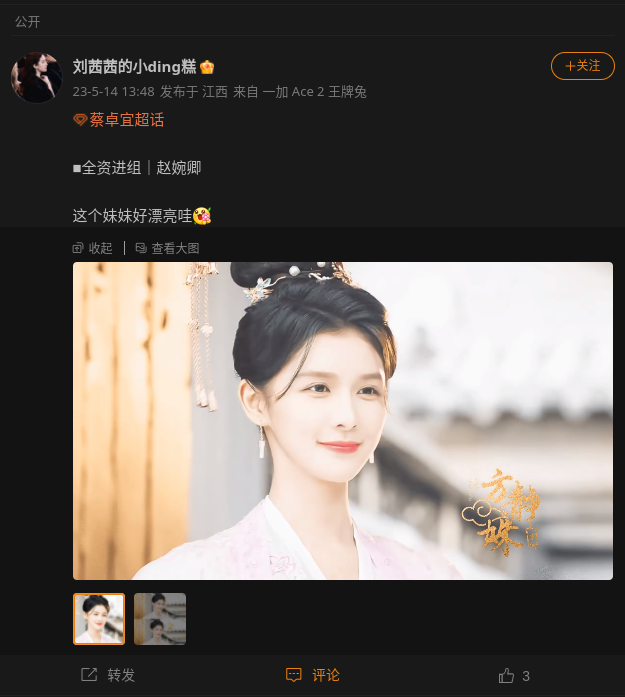 公开
刘茜茜的小ding糕
+关注
23-5-14 13:48 发布于 江西 来自 一加 Ace 2 王牌兔
蔡卓宜超话
■全资进组｜赵婉卿
这个妹妹好漂亮哇
收起 | 查看大图
方静姝
转发
评论
3